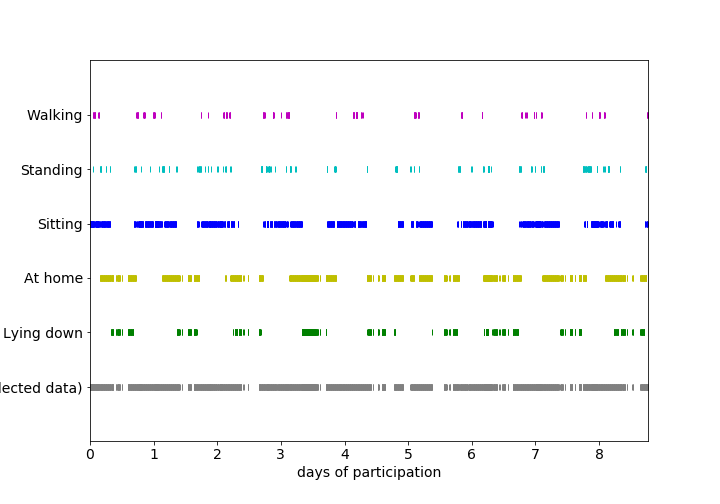 Walking
Standing
Sitting
At home
Lying down
lected data)
0 1 2 3 4 5 6 7 8
days of participation